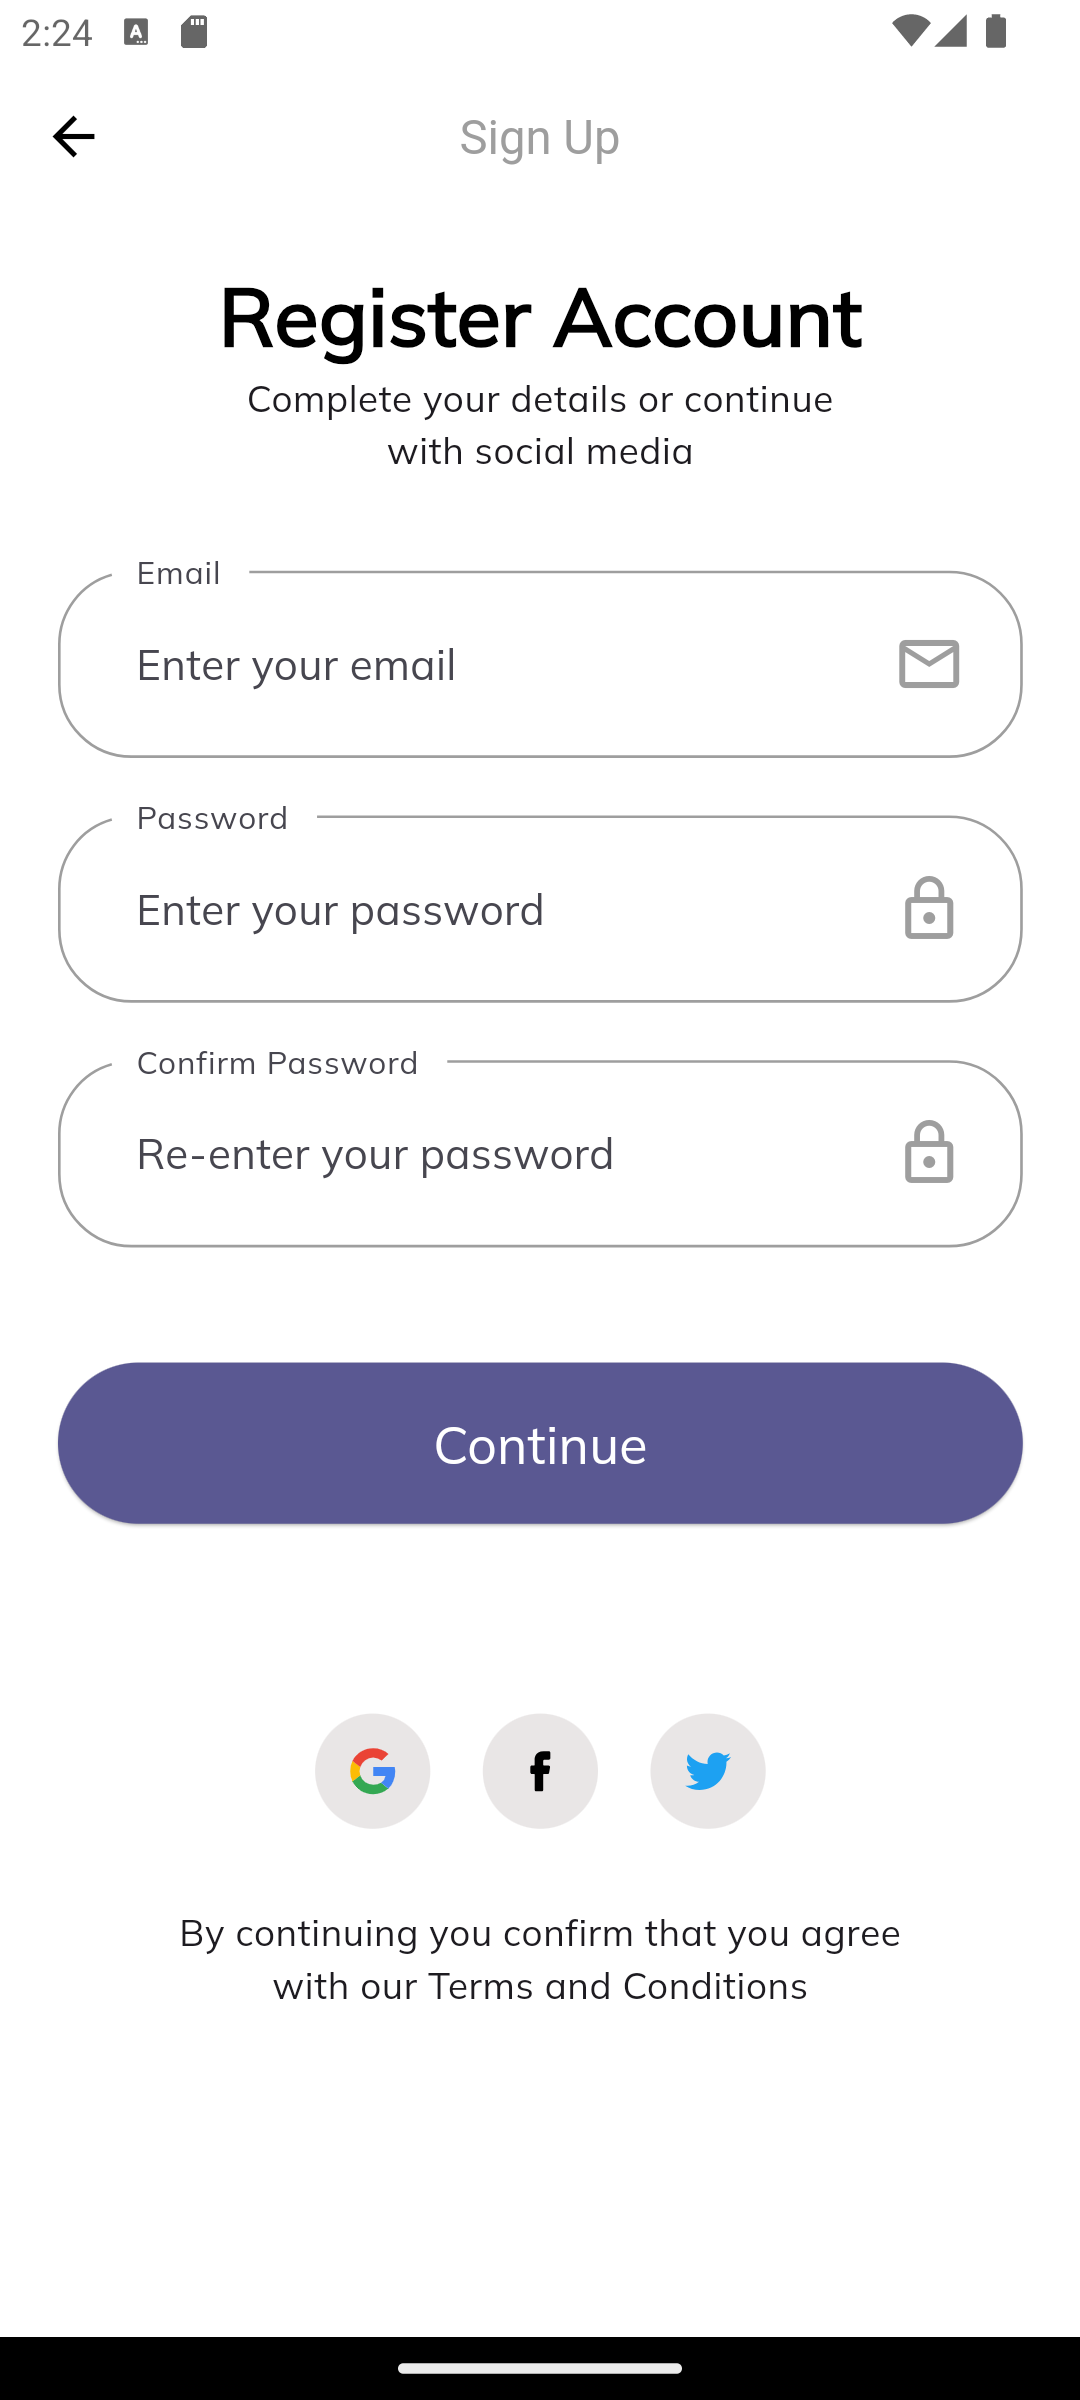 2:24
Sign Up
Register Account
Complete your details or continue
with social media
Email
Enter your email
Password
Enter your password
Confirm Password
Re-enter your password
Continue
By continuing you confirm that you agree
with our Terms and Conditions